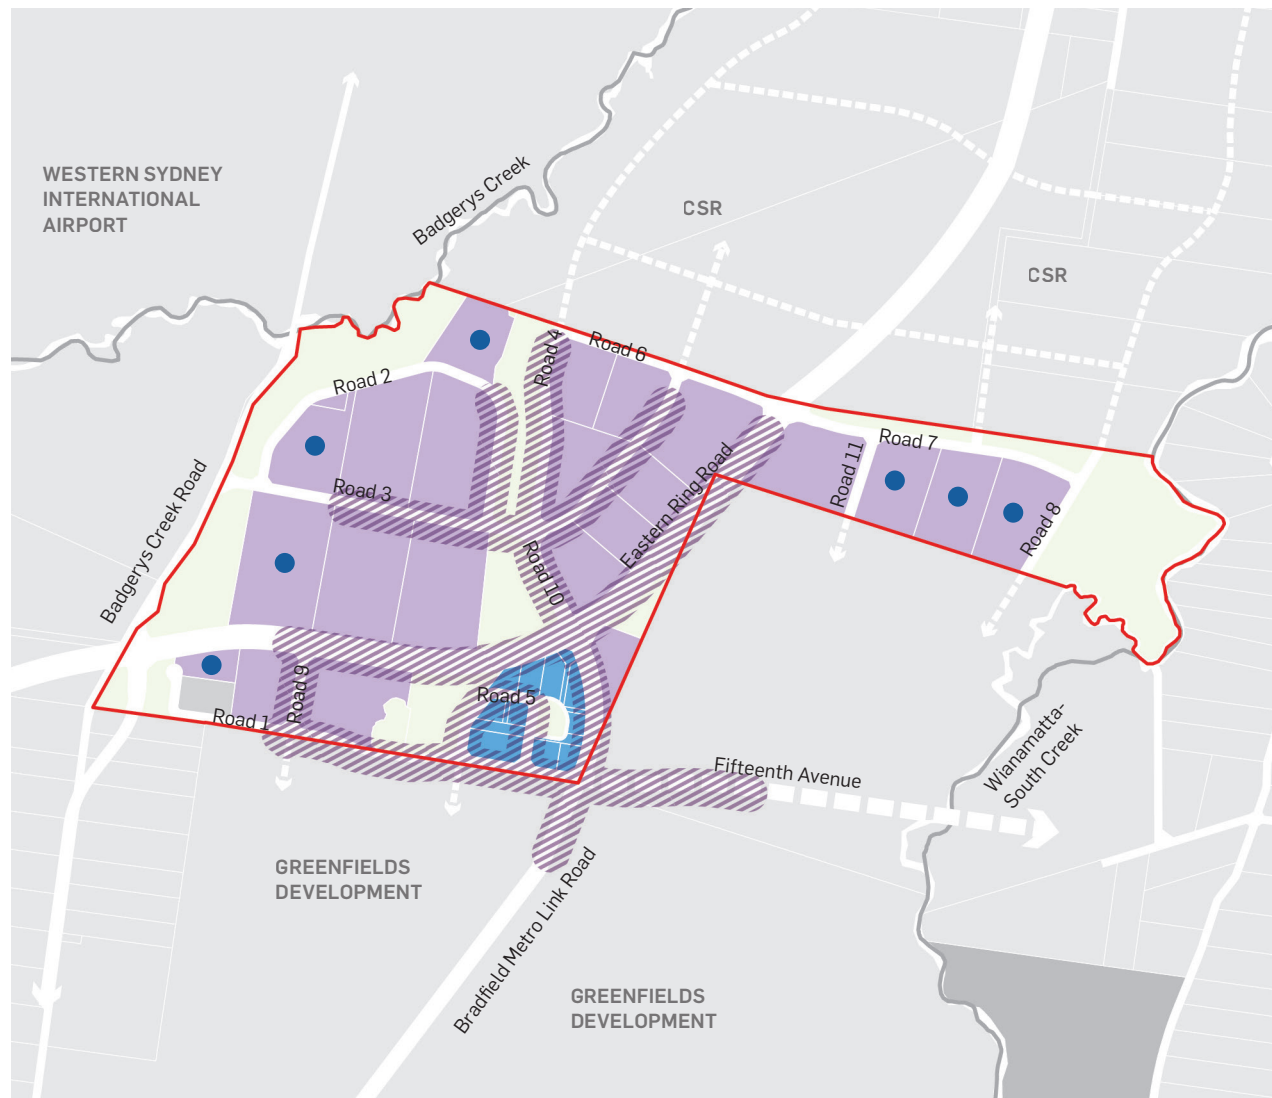 WESTERN SYDNEY
INTERNATIONAL
AIRPORT
Badgerys Creek
CSR
CSR
Road 4
Road 6
Road 2
Road 7
Road 11
Road 3
Eastern Ring Road
Road 8
Badgerys Creek Road
Road 10
Road 9
Road 5
Road 1
Wianamatta-
South Creek
Fifteenth Avenue
GREENFIELDS
DEVELOPMENT
Bradfield Metro Link Road
GREENFIELDS
DEVELOPMENT